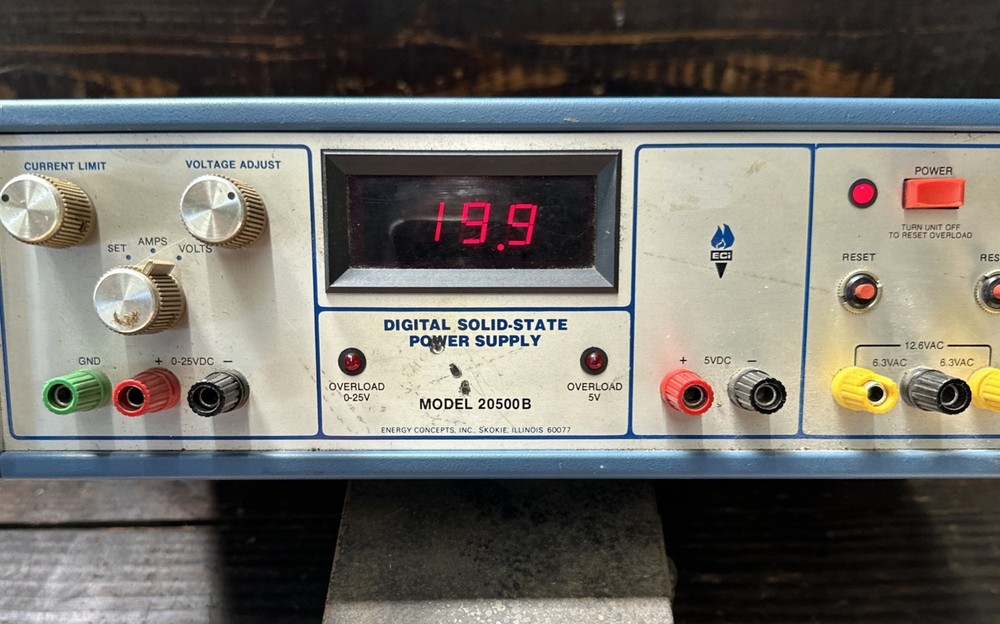 CURRENT LIMIT
VOLTAGE ADJUST
SET
AMPS
VOLTS
GND
+ 0-25VDC −
19.9
DIGITAL SOLID-STATE
POWER SUPPLY
OVERLOAD
0-25V
OVERLOAD
5V
MODEL 20500B
ENERGY CONCEPTS, INC., SKOKIE, ILLINOIS 60077
ECI
+ 5VDC −
POWER
TURN UNIT OFF
TO RESET OVERLOAD
RESET
RES
12.6VAC
6.3VAC
6.3VAC